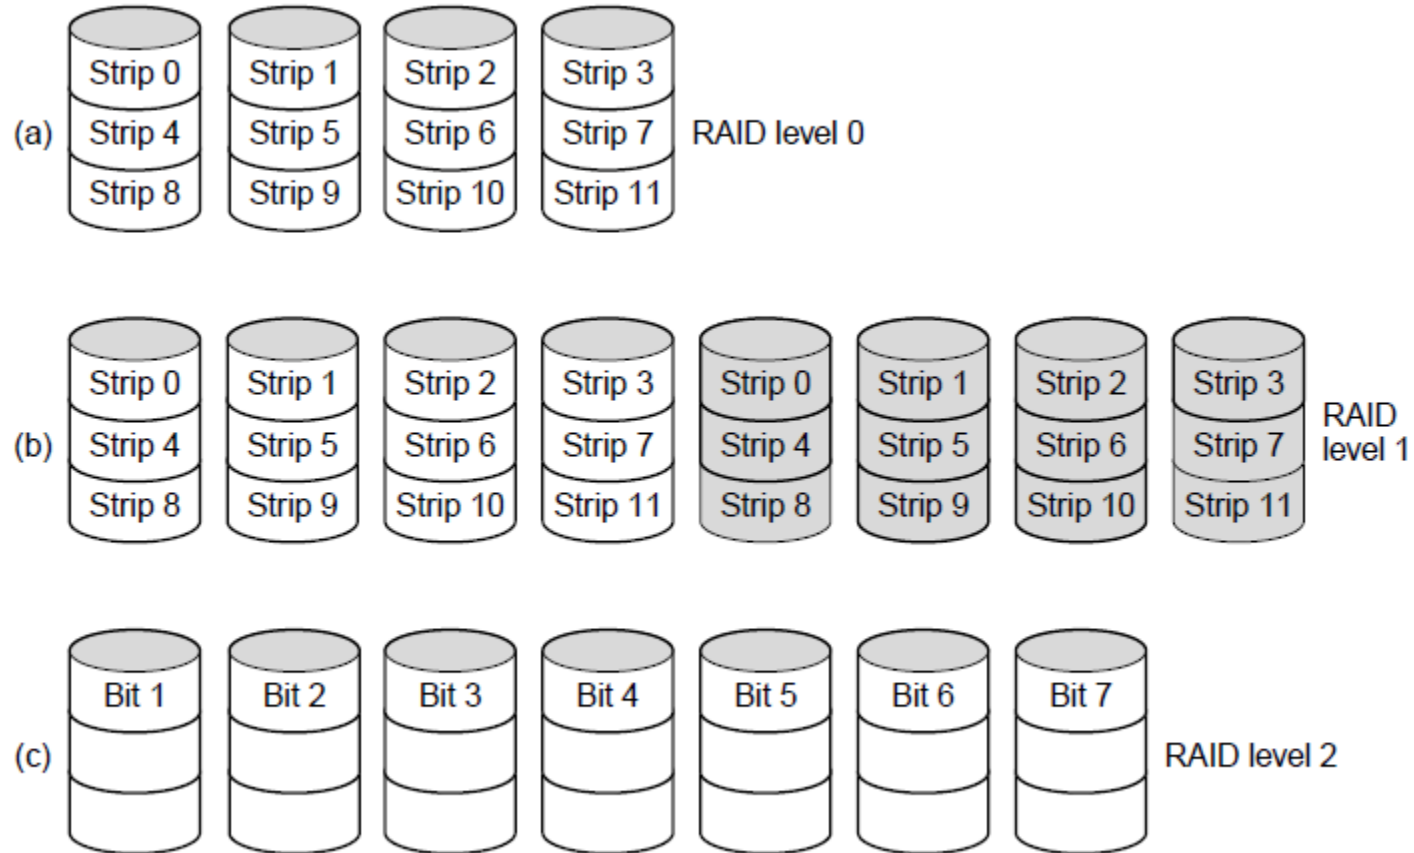 Strip 0 Strip 1 Strip 2 Strip 3
(a) Strip 4 Strip 5 Strip 6 Strip 7 RAID level 0
Strip 8 Strip 9 Strip 10 Strip 11
Strip 0 Strip 1 Strip 2 Strip 3 Strip 0 Strip 1 Strip 2 Strip 3
RAID
(b) Strip 4 Strip 5 Strip 6 Strip 7 Strip 4 Strip 5 Strip 6 Strip 7
level 1
Strip 8 Strip 9 Strip 10 Strip 11 Strip 8 Strip 9 Strip 10 Strip 11
Bit 1 Bit 2 Bit 3 Bit 4 Bit 5 Bit 6 Bit 7
(c) RAID level 2